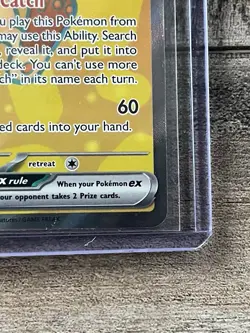 Catch
you play this Pokémon from
may use this Ability. Search
, reveal it, and put it into
deck. You can't use more
atch" in its name each turn.
60
ed cards into your hand.
retreat
ex rule
When your Pokémon ex
our opponent takes 2 Prize cards.